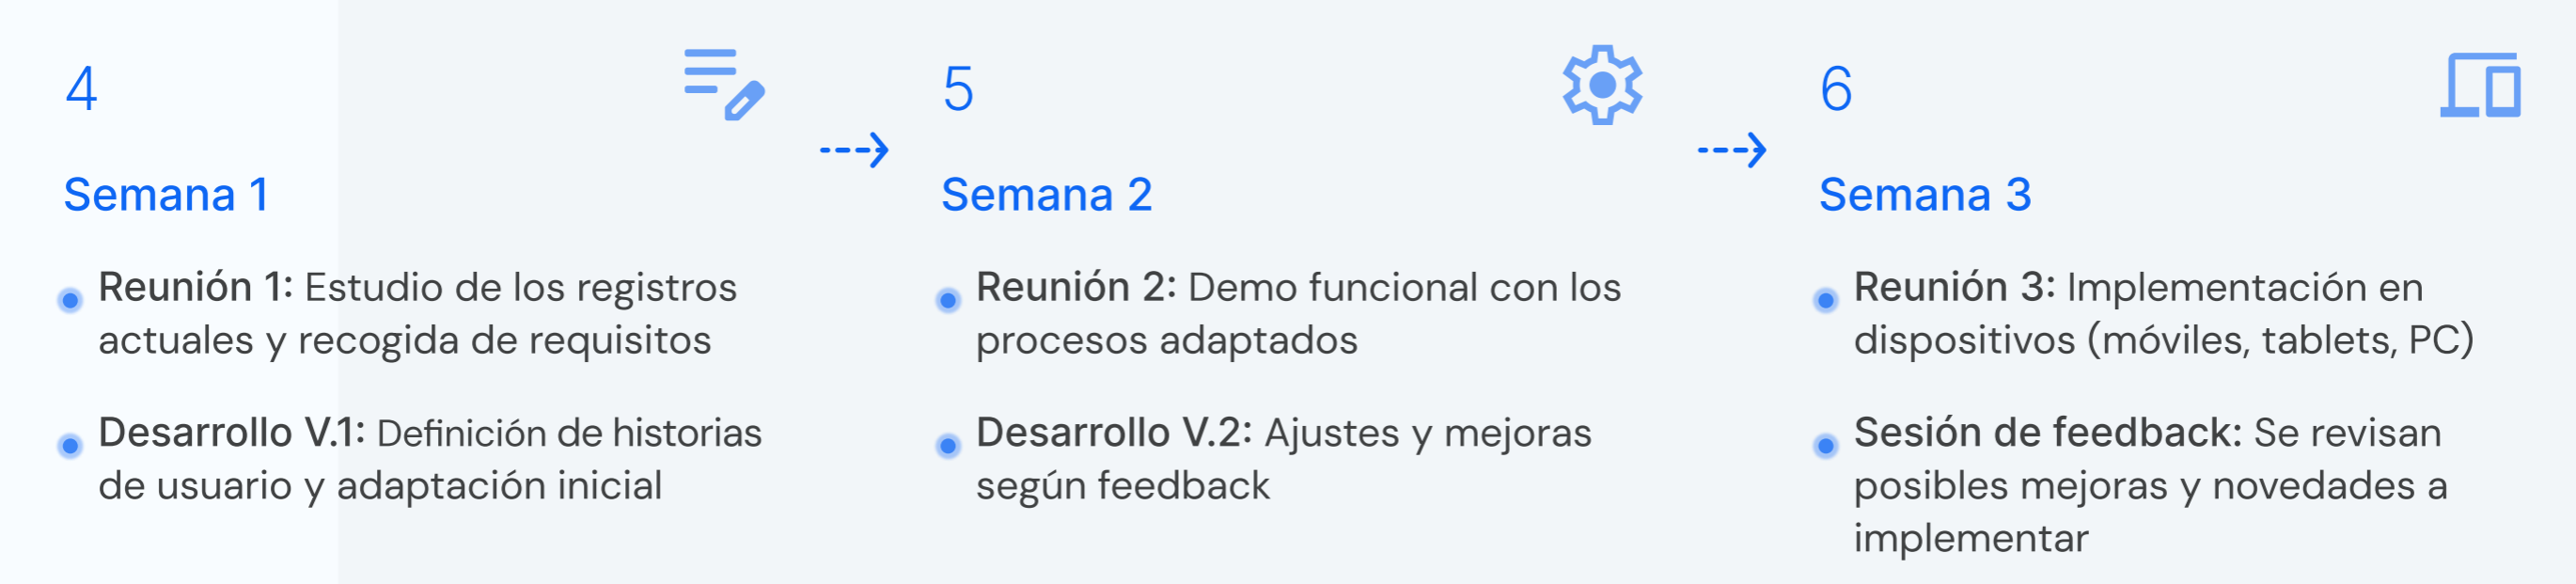 4
Semana 1
Reunión 1: Estudio de los registros
actuales y recogida de requisitos
Desarrollo V.1: Definición de historias
de usuario y adaptación inicial
5
Semana 2
Reunión 2: Demo funcional con los
procesos adaptados
Desarrollo V.2: Ajustes y mejoras
según feedback
6
Semana 3
Reunión 3: Implementación en
dispositivos (móviles, tablets, PC)
Sesión de feedback: Se revisan
posibles mejoras y novedades a
implementar